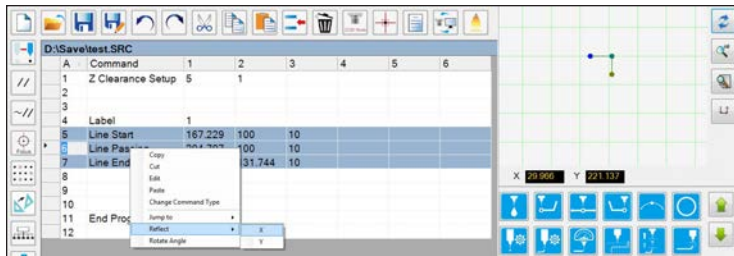 D:\Save\test.SRC
A Command 1 2 3 4 5 6
1 Z Clearance Setup 5 1
2
3
4 Label 1
5 Line Start 167.229 100 10
6 Line Passing 100 10
7 Line End 10
8
9
10
11 End
12
Copy
Cut
Edit
Paste
Change Command Type
Jump to
Reflect
Rotate Angle
X
Y
Focus
X 29.966 Y 221.137